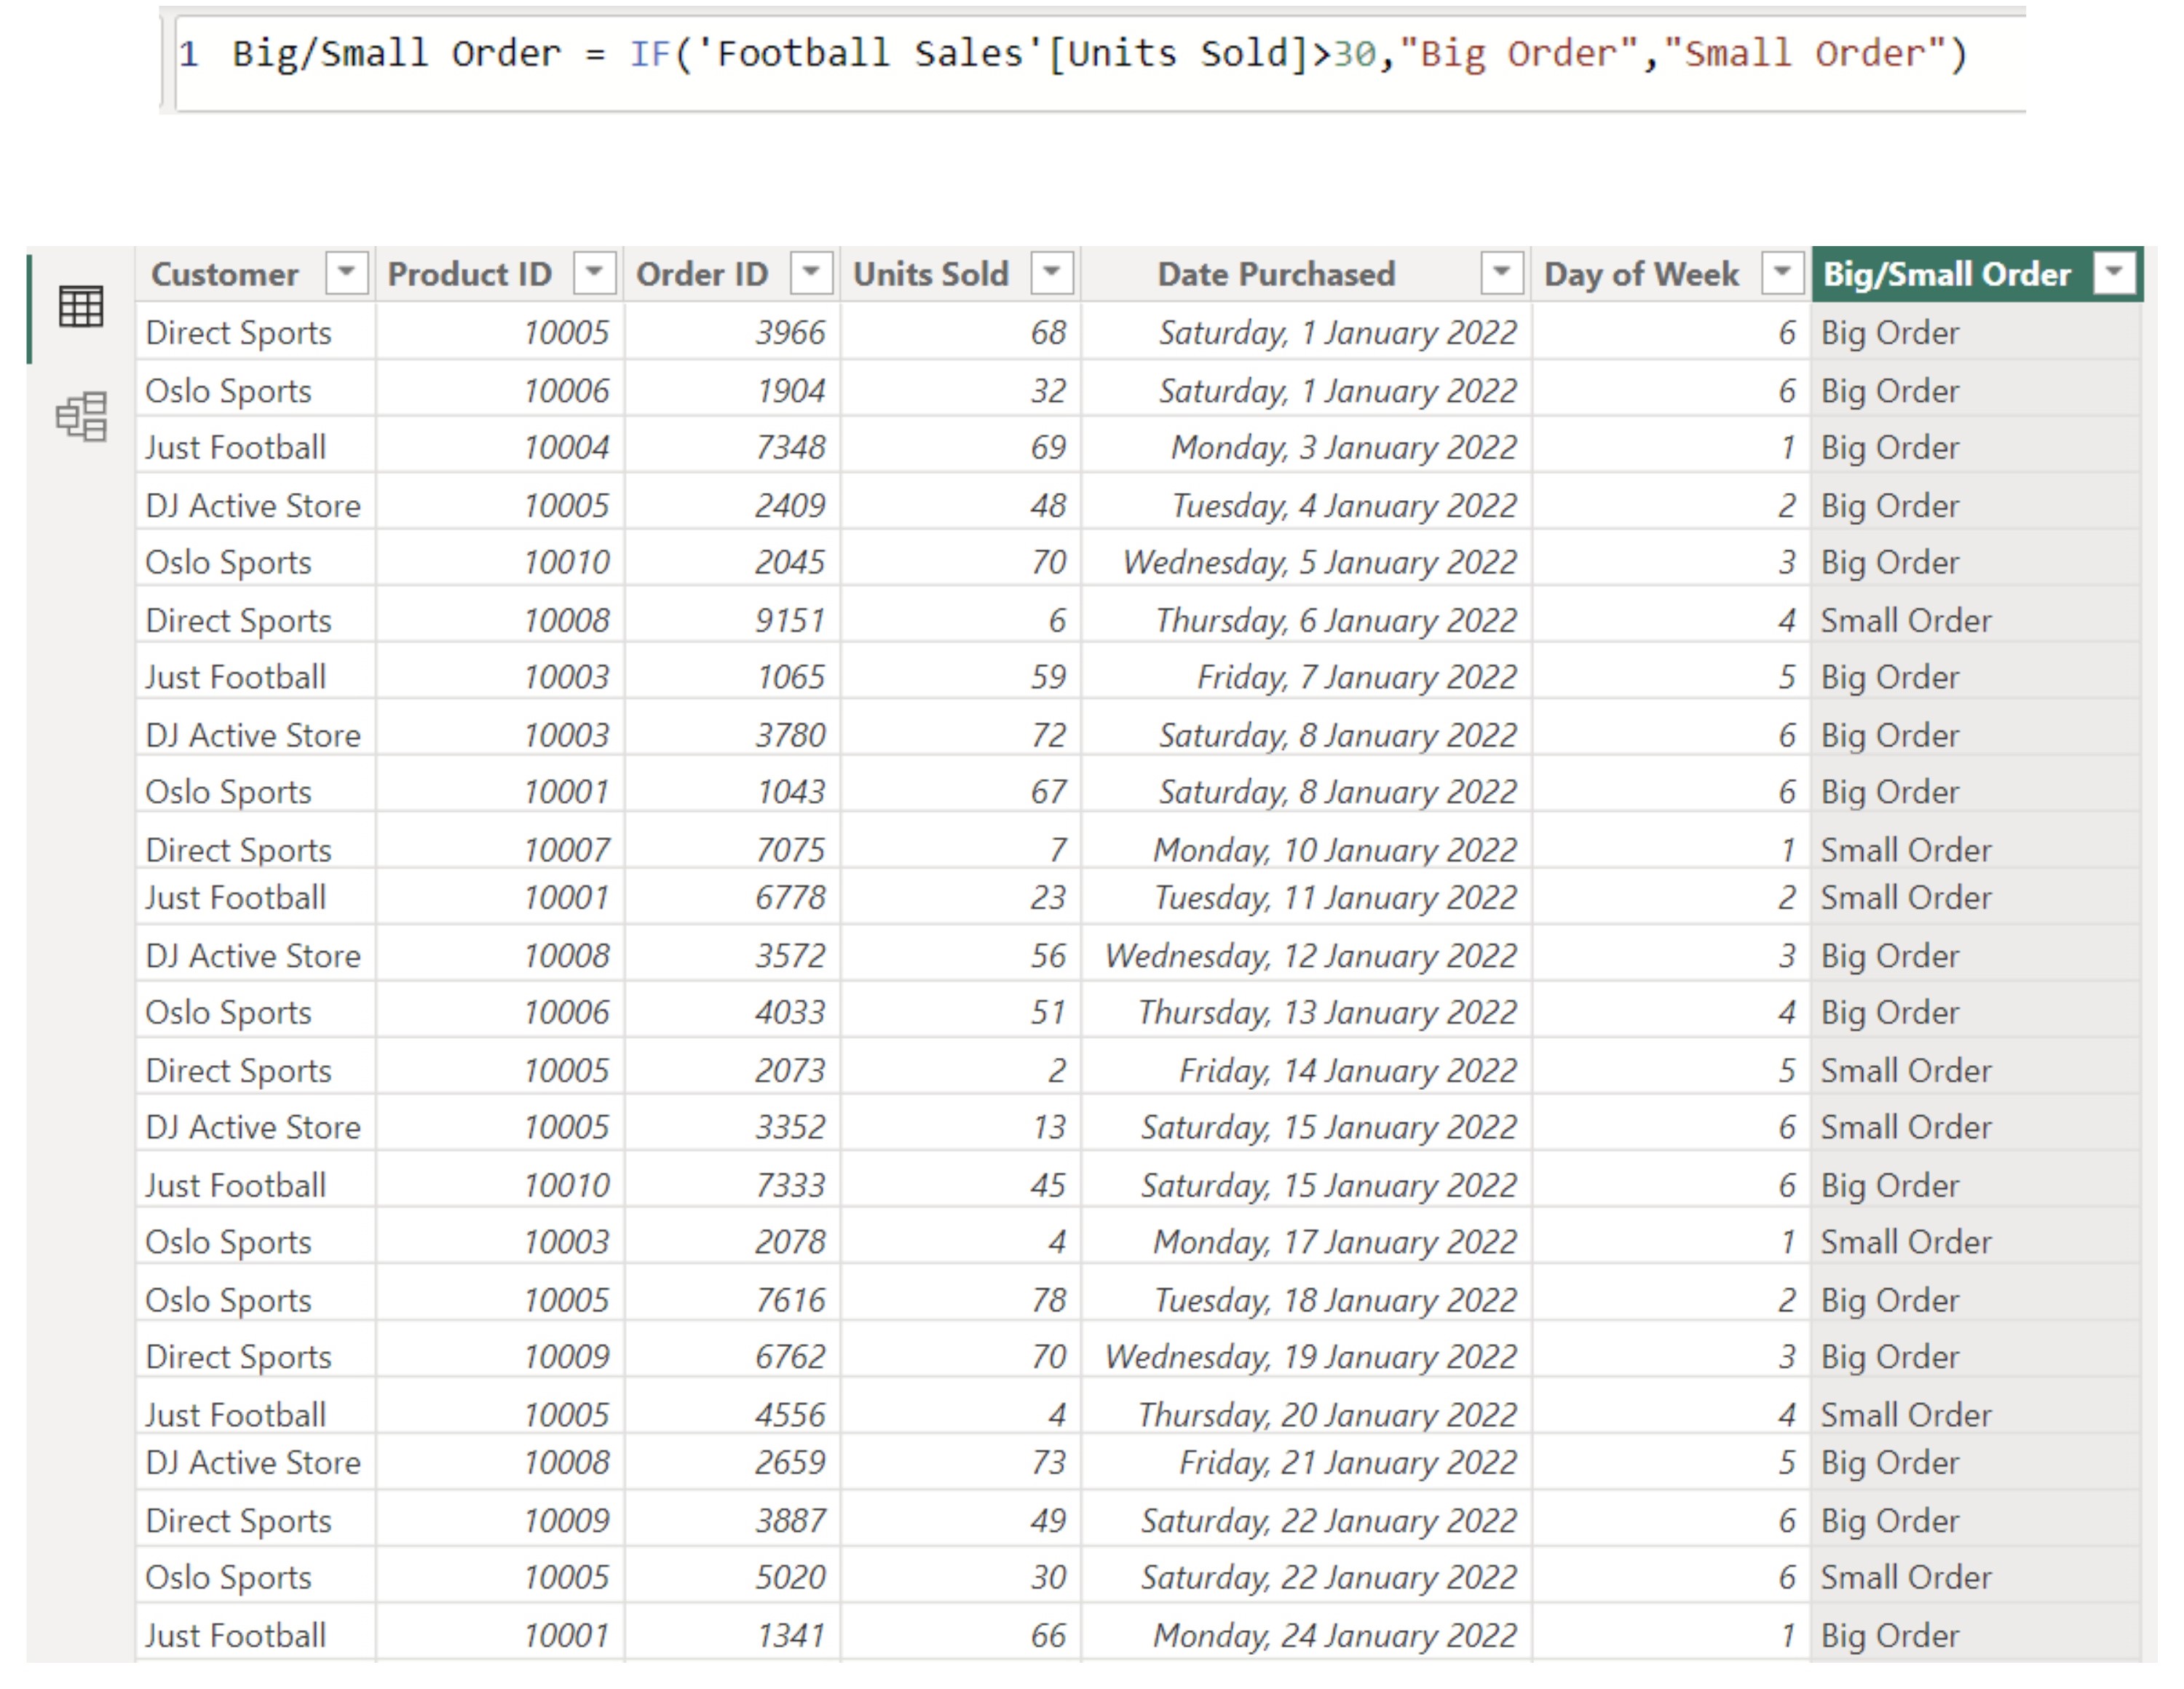 1 Big/Small Order = IF('Football Sales'[Units Sold]>30,"Big Order","Small Order")
Customer Product ID Order ID Units Sold Date Purchased Day of Week Big/Small Order
Direct Sports 10005 3966 68 Saturday, 1 January 2022 6 Big Order
Oslo Sports 10006 1904 32 Saturday, 1 January 2022 6 Big Order
Just Football 10004 7348 69 Monday, 3 January 2022 1 Big Order
DJ Active Store 10005 2409 48 Tuesday, 4 January 2022 2 Big Order
Oslo Sports 10010 2045 70 Wednesday, 5 January 2022 3 Big Order
Direct Sports 10008 9151 6 Thursday, 6 January 2022 4 Small Order
Just Football 10003 1065 59 Friday, 7 January 2022 5 Big Order
DJ Active Store 10003 3780 72 Saturday, 8 January 2022 6 Big Order
Oslo Sports 10001 1043 67 Saturday, 8 January 2022 6 Big Order
Direct Sports 10007 7075 7 Monday, 10 January 2022 1 Small Order
Just Football 10001 6778 23 Tuesday, 11 January 2022 2 Small Order
DJ Active Store 10008 3572 56 Wednesday, 12 January 2022 3 Big Order
Oslo Sports 10006 4033 51 Thursday, 13 January 2022 4 Big Order
Direct Sports 10005 2073 2 Friday, 14 January 2022 5 Small Order
DJ Active Store 10005 3352 13 Saturday, 15 January 2022 6 Small Order
Just Football 10010 7333 45 Saturday, 15 January 2022 6 Big Order
Oslo Sports 10003 2078 4 Monday, 17 January 2022 1 Small Order
Oslo Sports 10005 7616 78 Tuesday, 18 January 2022 2 Big Order
Direct Sports 10009 6762 70 Wednesday, 19 January 2022 3 Big Order
Just Football 10005 4556 4 Thursday, 20 January 2022 4 Small Order
DJ Active Store 10008 2659 73 Friday, 21 January 2022 5 Big Order
Direct Sports 10009 3887 49 Saturday, 22 January 2022 6 Big Order
Oslo Sports 10005 5020 30 Saturday, 22 January 2022 6 Small Order
Just Football 10001 1341 66 Monday, 24 January 2022 1 Big Order